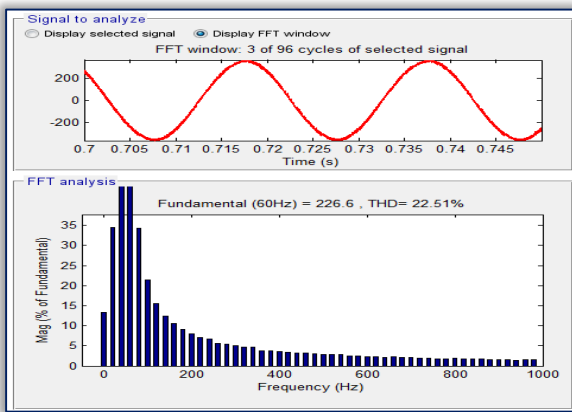 Signal to analyze
Display selected signal Display FFT window
FFT window: 3 of 96 cycles of selected signal
200
0
-200
0.7 0.705 0.71 0.715 0.72 0.725 0.73 0.735 0.74 0.745
Time (s)
FFT analysis
Fundamental (60Hz) = 226.6 , THD= 22.51%
35
30
25
20
15
10
5
0
Mag (% of Fundamental)
0 200 400 600 800 1000
Frequency (Hz)